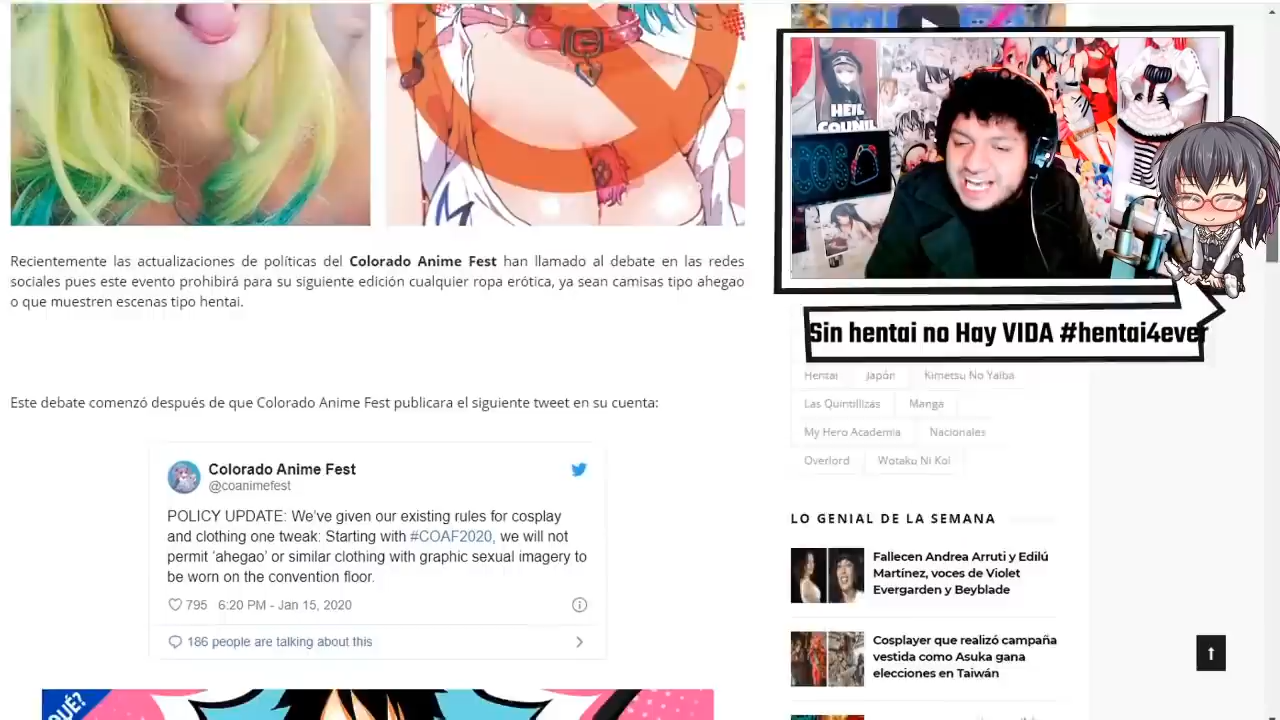 HEIL
Recientemente las actualizaciones de políticas del Colorado Anime Fest han llamado al debate en las redes
sociales pues este evento prohibirá para su siguiente edición cualquier ropa erótica, ya sean camisas tipo ahegao
o que muestren escenas tipo hentai.
Sin hentai no Hay VIDA #hentai4ever
Hentai
Japón
Kimetsu No Yaiba
Las Quintillizas
Manga
My Hero Academia
Nacionales
Overlord
Wotaku Ni Koi
Este debate comenzó después de que Colorado Anime Fest publicara el siguiente tweet en su cuenta:
Colorado Anime Fest
@coanimefest
POLICY UPDATE: We've given our existing rules for cosplay
and clothing one tweak: Starting with #COAF2020, we will not
permit 'ahegao' or similar clothing with graphic sexual imagery to
be worn on the convention floor.
795 6:20 PM - Jan 15, 2020
186 people are talking about this
LO GENIAL DE LA SEMANA
Fallecen Andrea Arruti y Edilú
Martínez, voces de Violet
Evergarden y Beyblade
Cosplayer que realizó campaña
vestida como Asuka gana
elecciones en Taiwán
QUÉ?